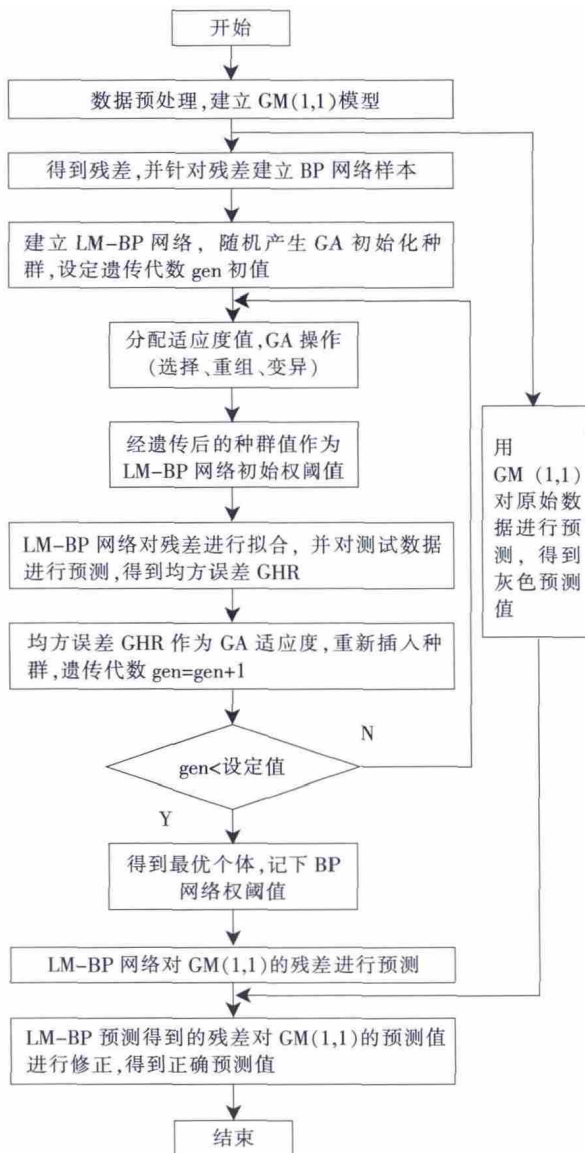 开始
数据预处理,建立 GM(1,1)模型
得到残差,并针对残差建立 BP 网络样本
建立 LM-BP 网络，随机产生 GA 初始化种
群,设定遗传代数 gen 初值
分配适应度值,GA 操作
(选择、重组、变异)
经遗传后的种群值作为
LM-BP 网络初始权阈值
LM-BP 网络对残差进行拟合，并对测试数据
进行预测,得到均方误差 GHR
均方误差 GHR 作为 GA 适应度,重新插入种
群,遗传代数 gen=gen+1
gen<设定值
N
Y
得到最优个体,记下 BP
网络权阈值
LM-BP 网络对 GM(1,1)的残差进行预测
LM-BP 预测得到的残差对 GM(1,1)的预测值
进行修正,得到正确预测值
结束
用
GM (1,1)
对原始数
据进行预
测，得到
灰色预测
值